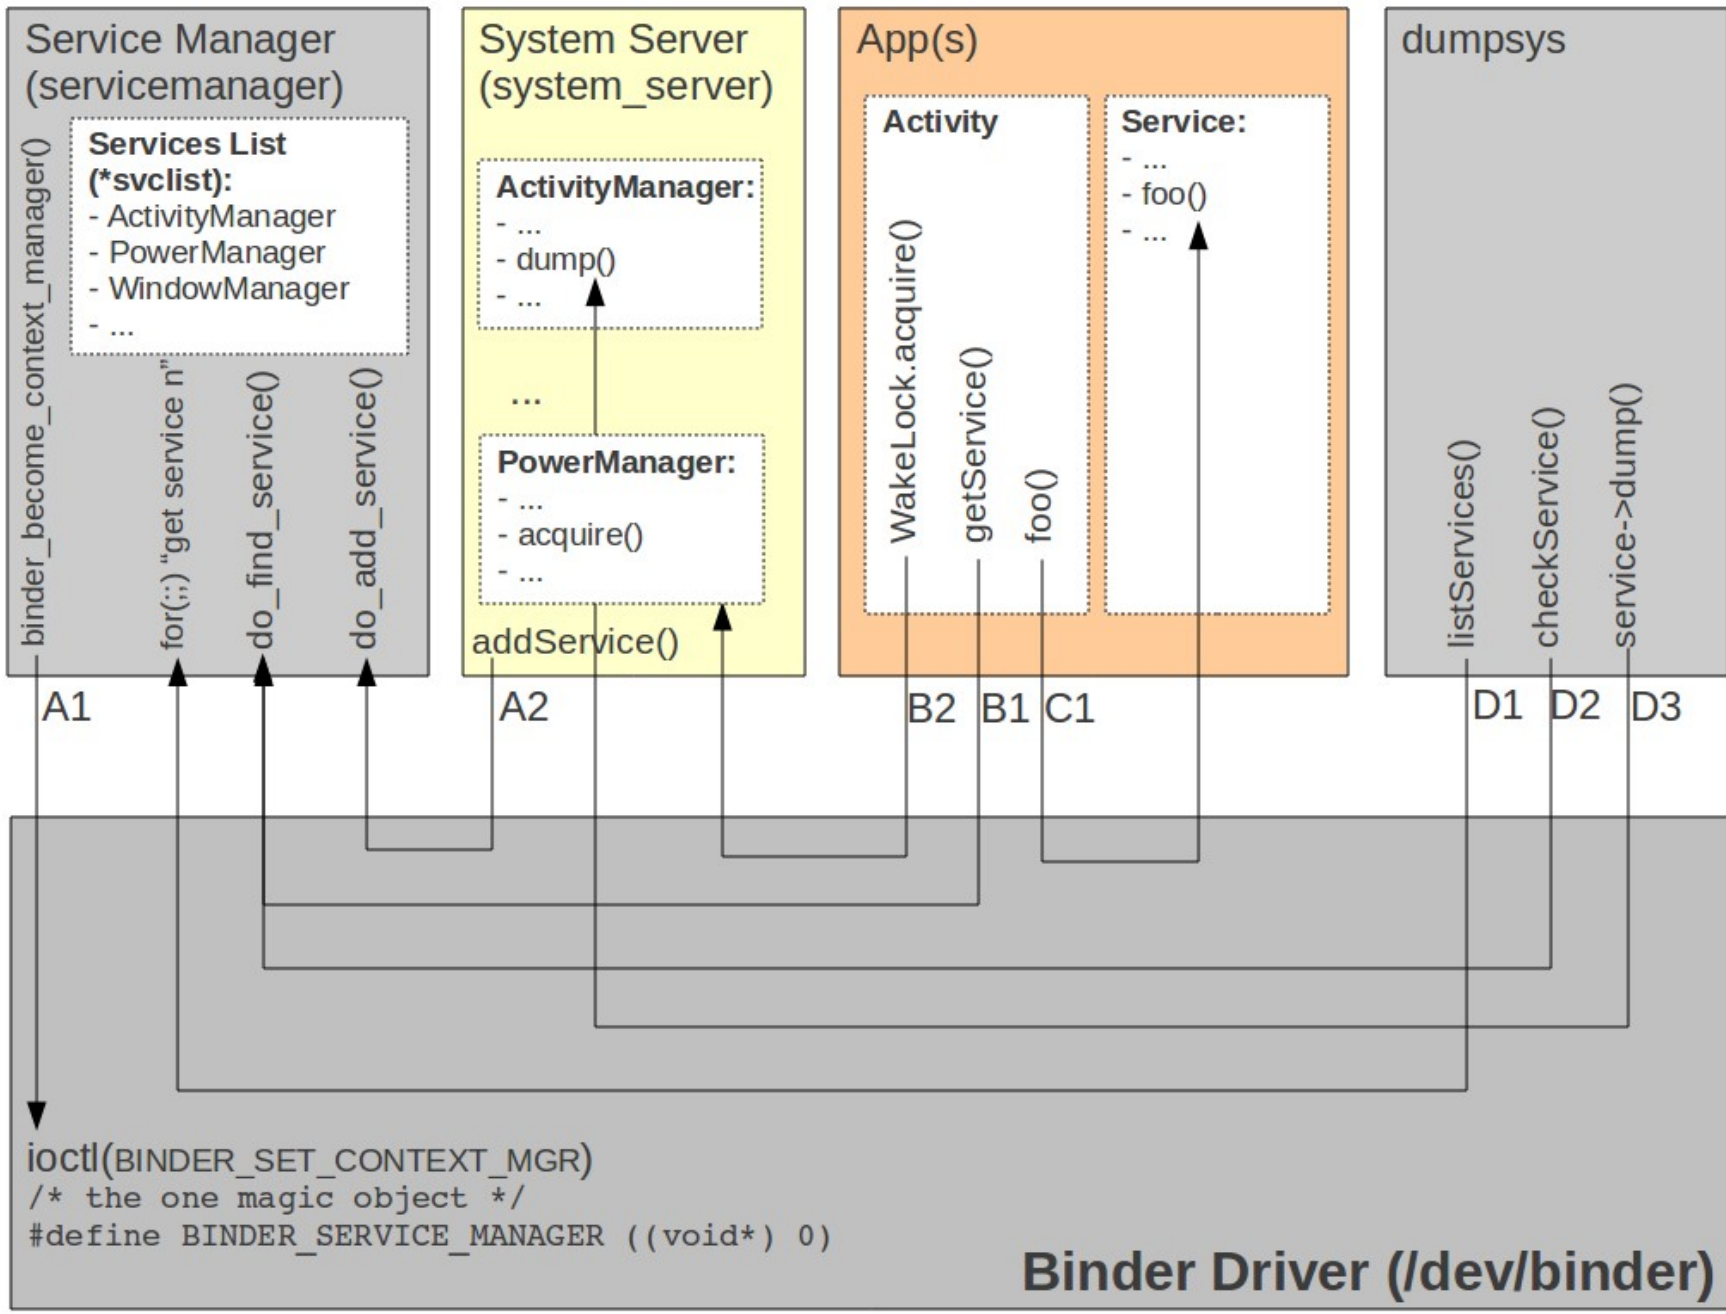 Service Manager
(servicemanager)
binder_become_context_manager()
Services List
(*svclist):
- ActivityManager
- PowerManager
- WindowManager
- ...
for(;;) “get service n”
do_find_service()
do_add_service()
System Server
(system_server)
ActivityManager:
- ...
- dump()
- ...
...
PowerManager:
- ...
- acquire()
- ...
addService()
App(s)
Activity
WakeLock.acquire()
getService()
foo()
Service:
- ...
- foo()
- ...
dumpsys
listServices()
checkService()
service->dump()
A1
A2
B2
B1
C1
D1
D2
D3
ioctl(BINDER_SET_CONTEXT_MGR)
/* the one magic object */
#define BINDER_SERVICE_MANAGER ((void*) 0)
Binder Driver (/dev/binder)